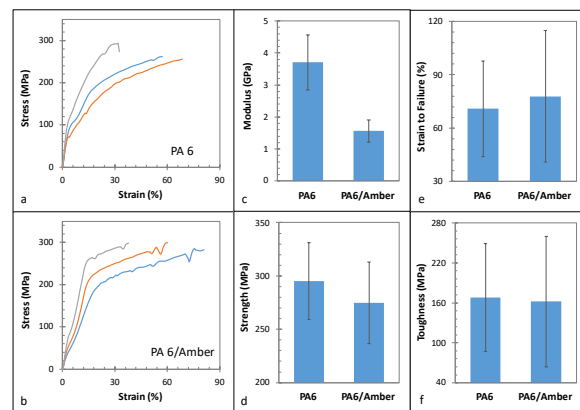 400
300
200
100
0
0 30 60 90
Stress (MPa)
Strain (%)
PA 6
a
5
4
3
2
1
0
Modulus (GPa)
PA6 PA6/Amber
c
120
90
60
30
Strain to Failure (%)
PA6 PA6/Amber
e
400
300
200
100
0
0 30 60 90
Stress (MPa)
Strain (%)
PA 6/Amber
b
350
300
250
200
Strength (MPa)
PA6 PA6/Amber
d
280
220
160
100
40
Toughness (MPa)
PA6 PA6/Amber
f